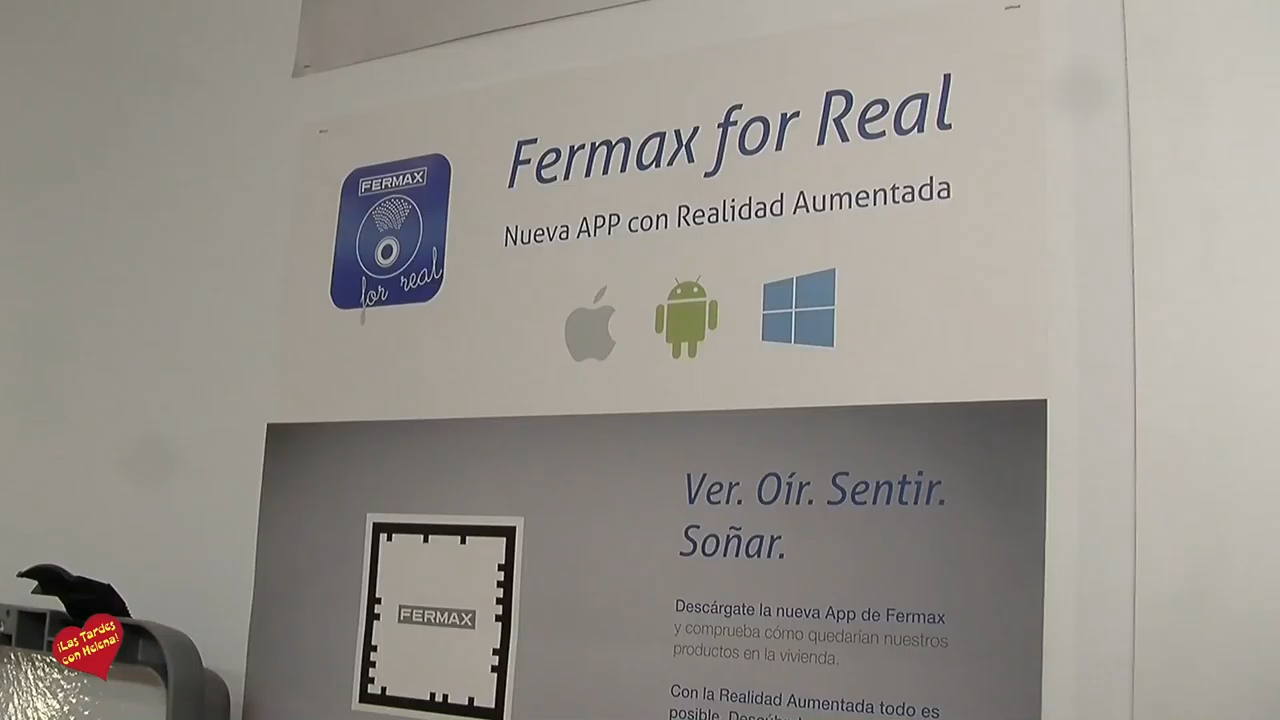 Fermax for Real
FERMAX
for real
Nueva APP con Realidad Aumentada
Ver. Oír. Sentir.
Soñar.
FERMAX
Descárgate la nueva App de Fermax
y comprueba cómo quedarían nuestros
productos en la vivienda.
Con la Realidad Aumentada todo es
posible.
¡Las Tardes
con Helena!